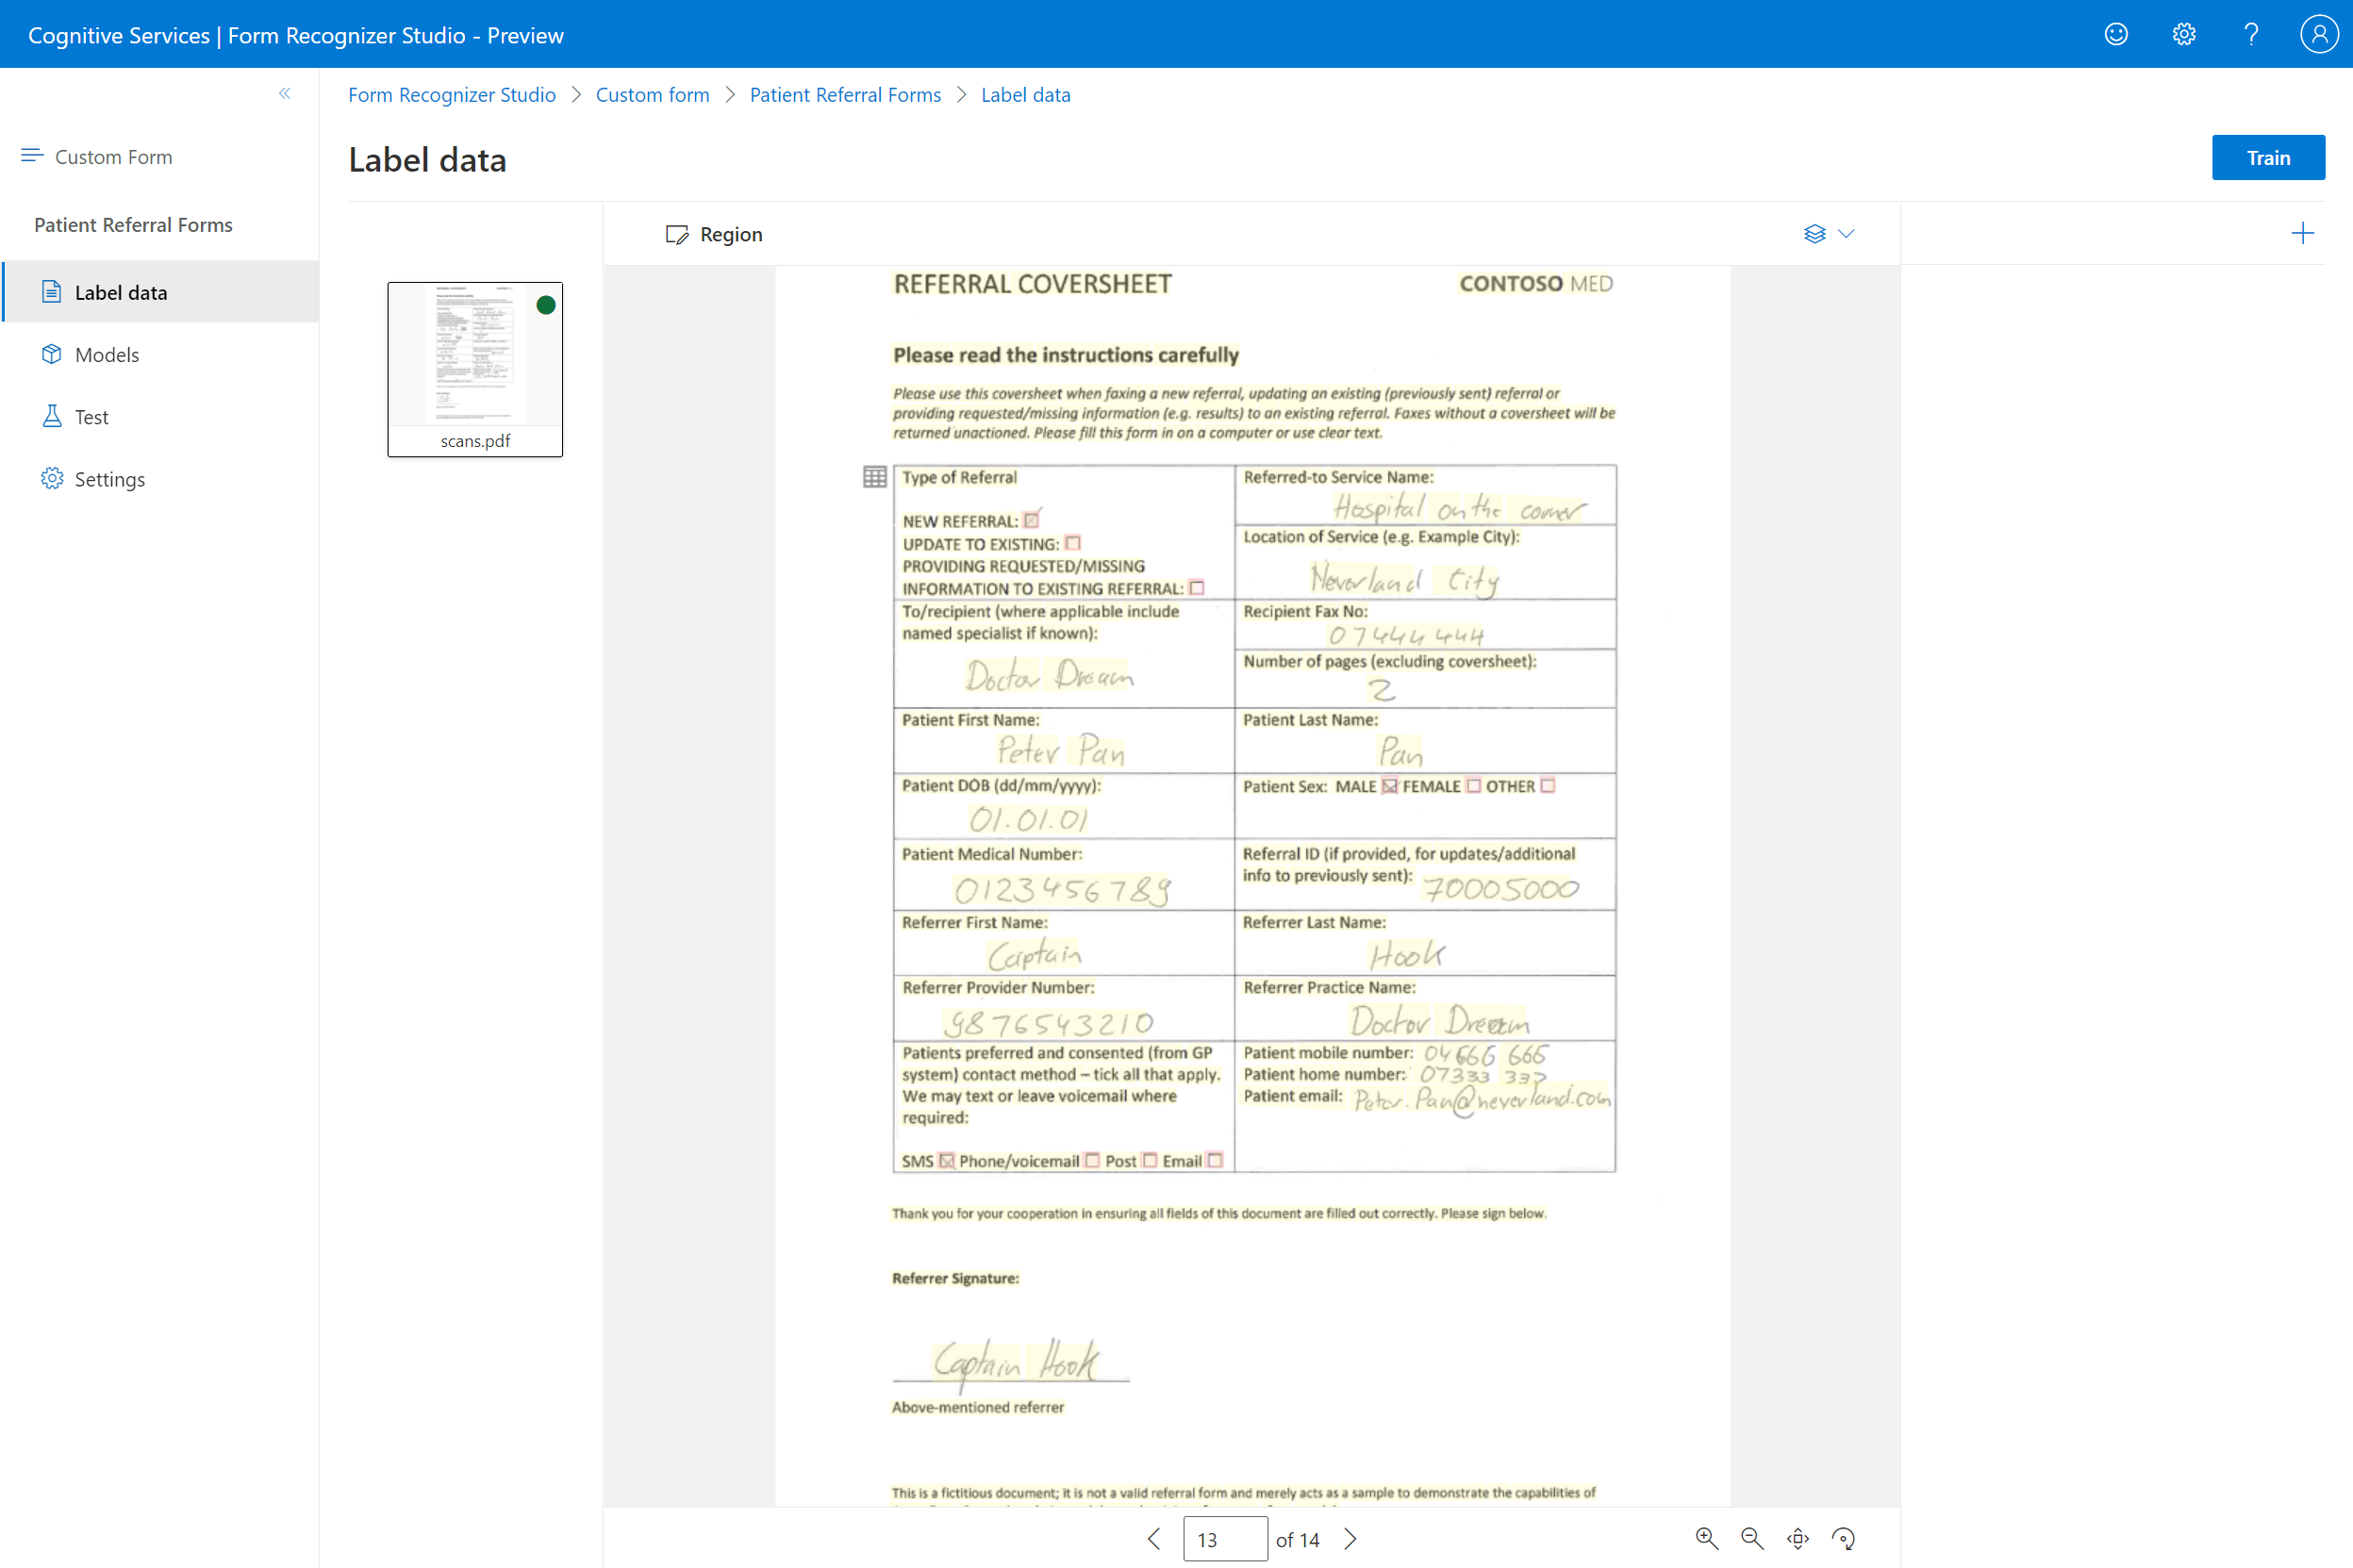 Cognitive Services | Form Recognizer Studio - Preview
Form Recognizer Studio > Custom form > Patient Referral Forms > Label data
Custom Form
Label data
Train
Patient Referral Forms
Label data
Models
Test
Settings
scans.pdf
Region
REFERRAL COVERSHEET
CONTOSO MED
Please read the instructions carefully
Please use this coversheet when faxing a new referral, updating an existing (previously sent) referral or
providing requested/missing information (e.g. results) to an existing referral. Faxes without a coversheet will be
returned unactioned. Please fill this form in on a computer or use clear text.
Type of Referral
NEW REFERRAL:
UPDATE TO EXISTING:
PROVIDING REQUESTED/MISSING
INFORMATION TO EXISTING REFERRAL:
Referred-to Service Name:
Hospital on the corner
Location of Service (e.g. Example City):
Neverland City
To/recipient (where applicable include
named specialist if known):
Doctor Dream
Recipient Fax No:
07444 444
Number of pages (excluding coversheet):
2
Patient First Name:
Peter Pan
Patient Last Name:
Pan
Patient DOB (dd/mm/yyyy):
01.01.01
Patient Sex: MALE FEMALE OTHER
Patient Medical Number:
0123456789
Referral ID (if provided, for updates/additional
info to previously sent): 70005000
Referrer First Name:
Captain
Referrer Last Name:
Hook
Referrer Provider Number:
9876543210
Referrer Practice Name:
Doctor Dream
Patients preferred and consented (from GP
system) contact method – tick all that apply.
We may text or leave voicemail where
required:
SMS Phone/voicemail Post Email
Patient mobile number: 04666 666
Patient home number: 07333 333
Patient email: Peter.Pan@neverland.com
Thank you for your cooperation in ensuring all fields of this document are filled out correctly. Please sign below.
Referrer Signature:
Captain Hook
Above-mentioned referrer
This is a fictitious document; it is not a valid referral form and merely acts as a sample to demonstrate the capabilities of
13 of 14